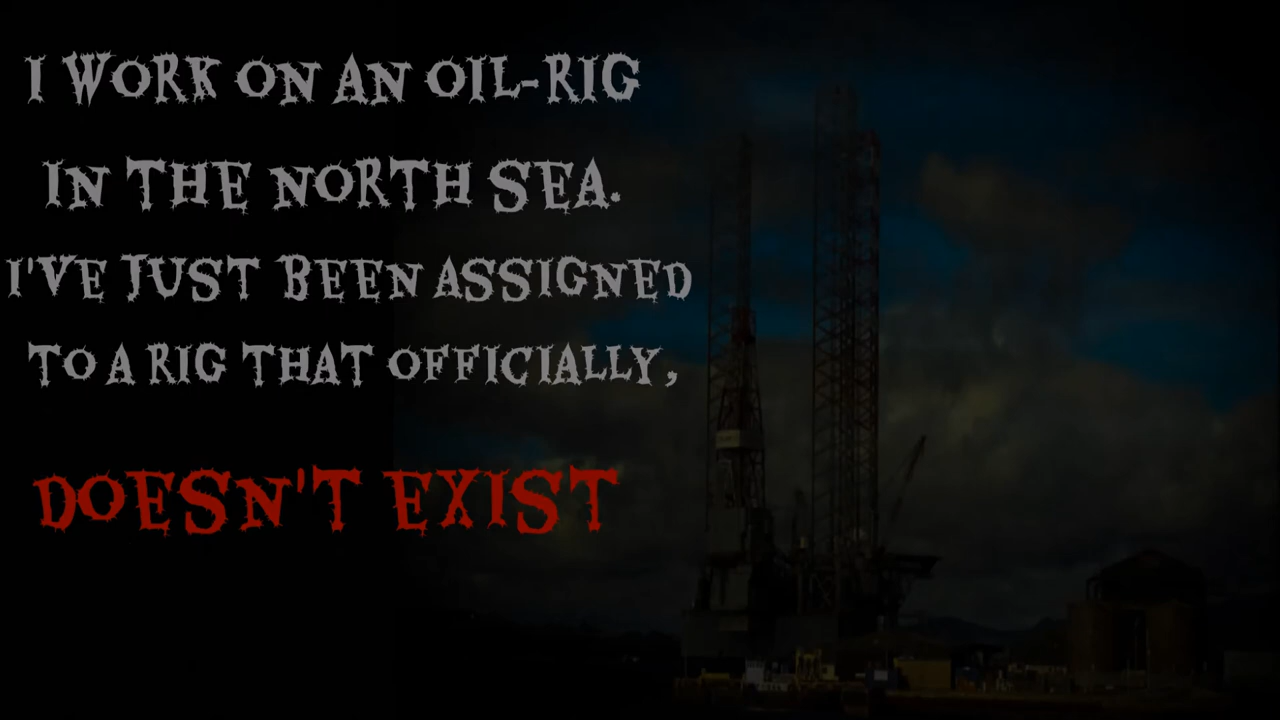 I WORK ON AN OIL-RIG
IN THE NORTH SEA.
I'VE JUST BEEN ASSIGNED
TO A RIG THAT OFFICIALLY,
DOESN'T EXIST